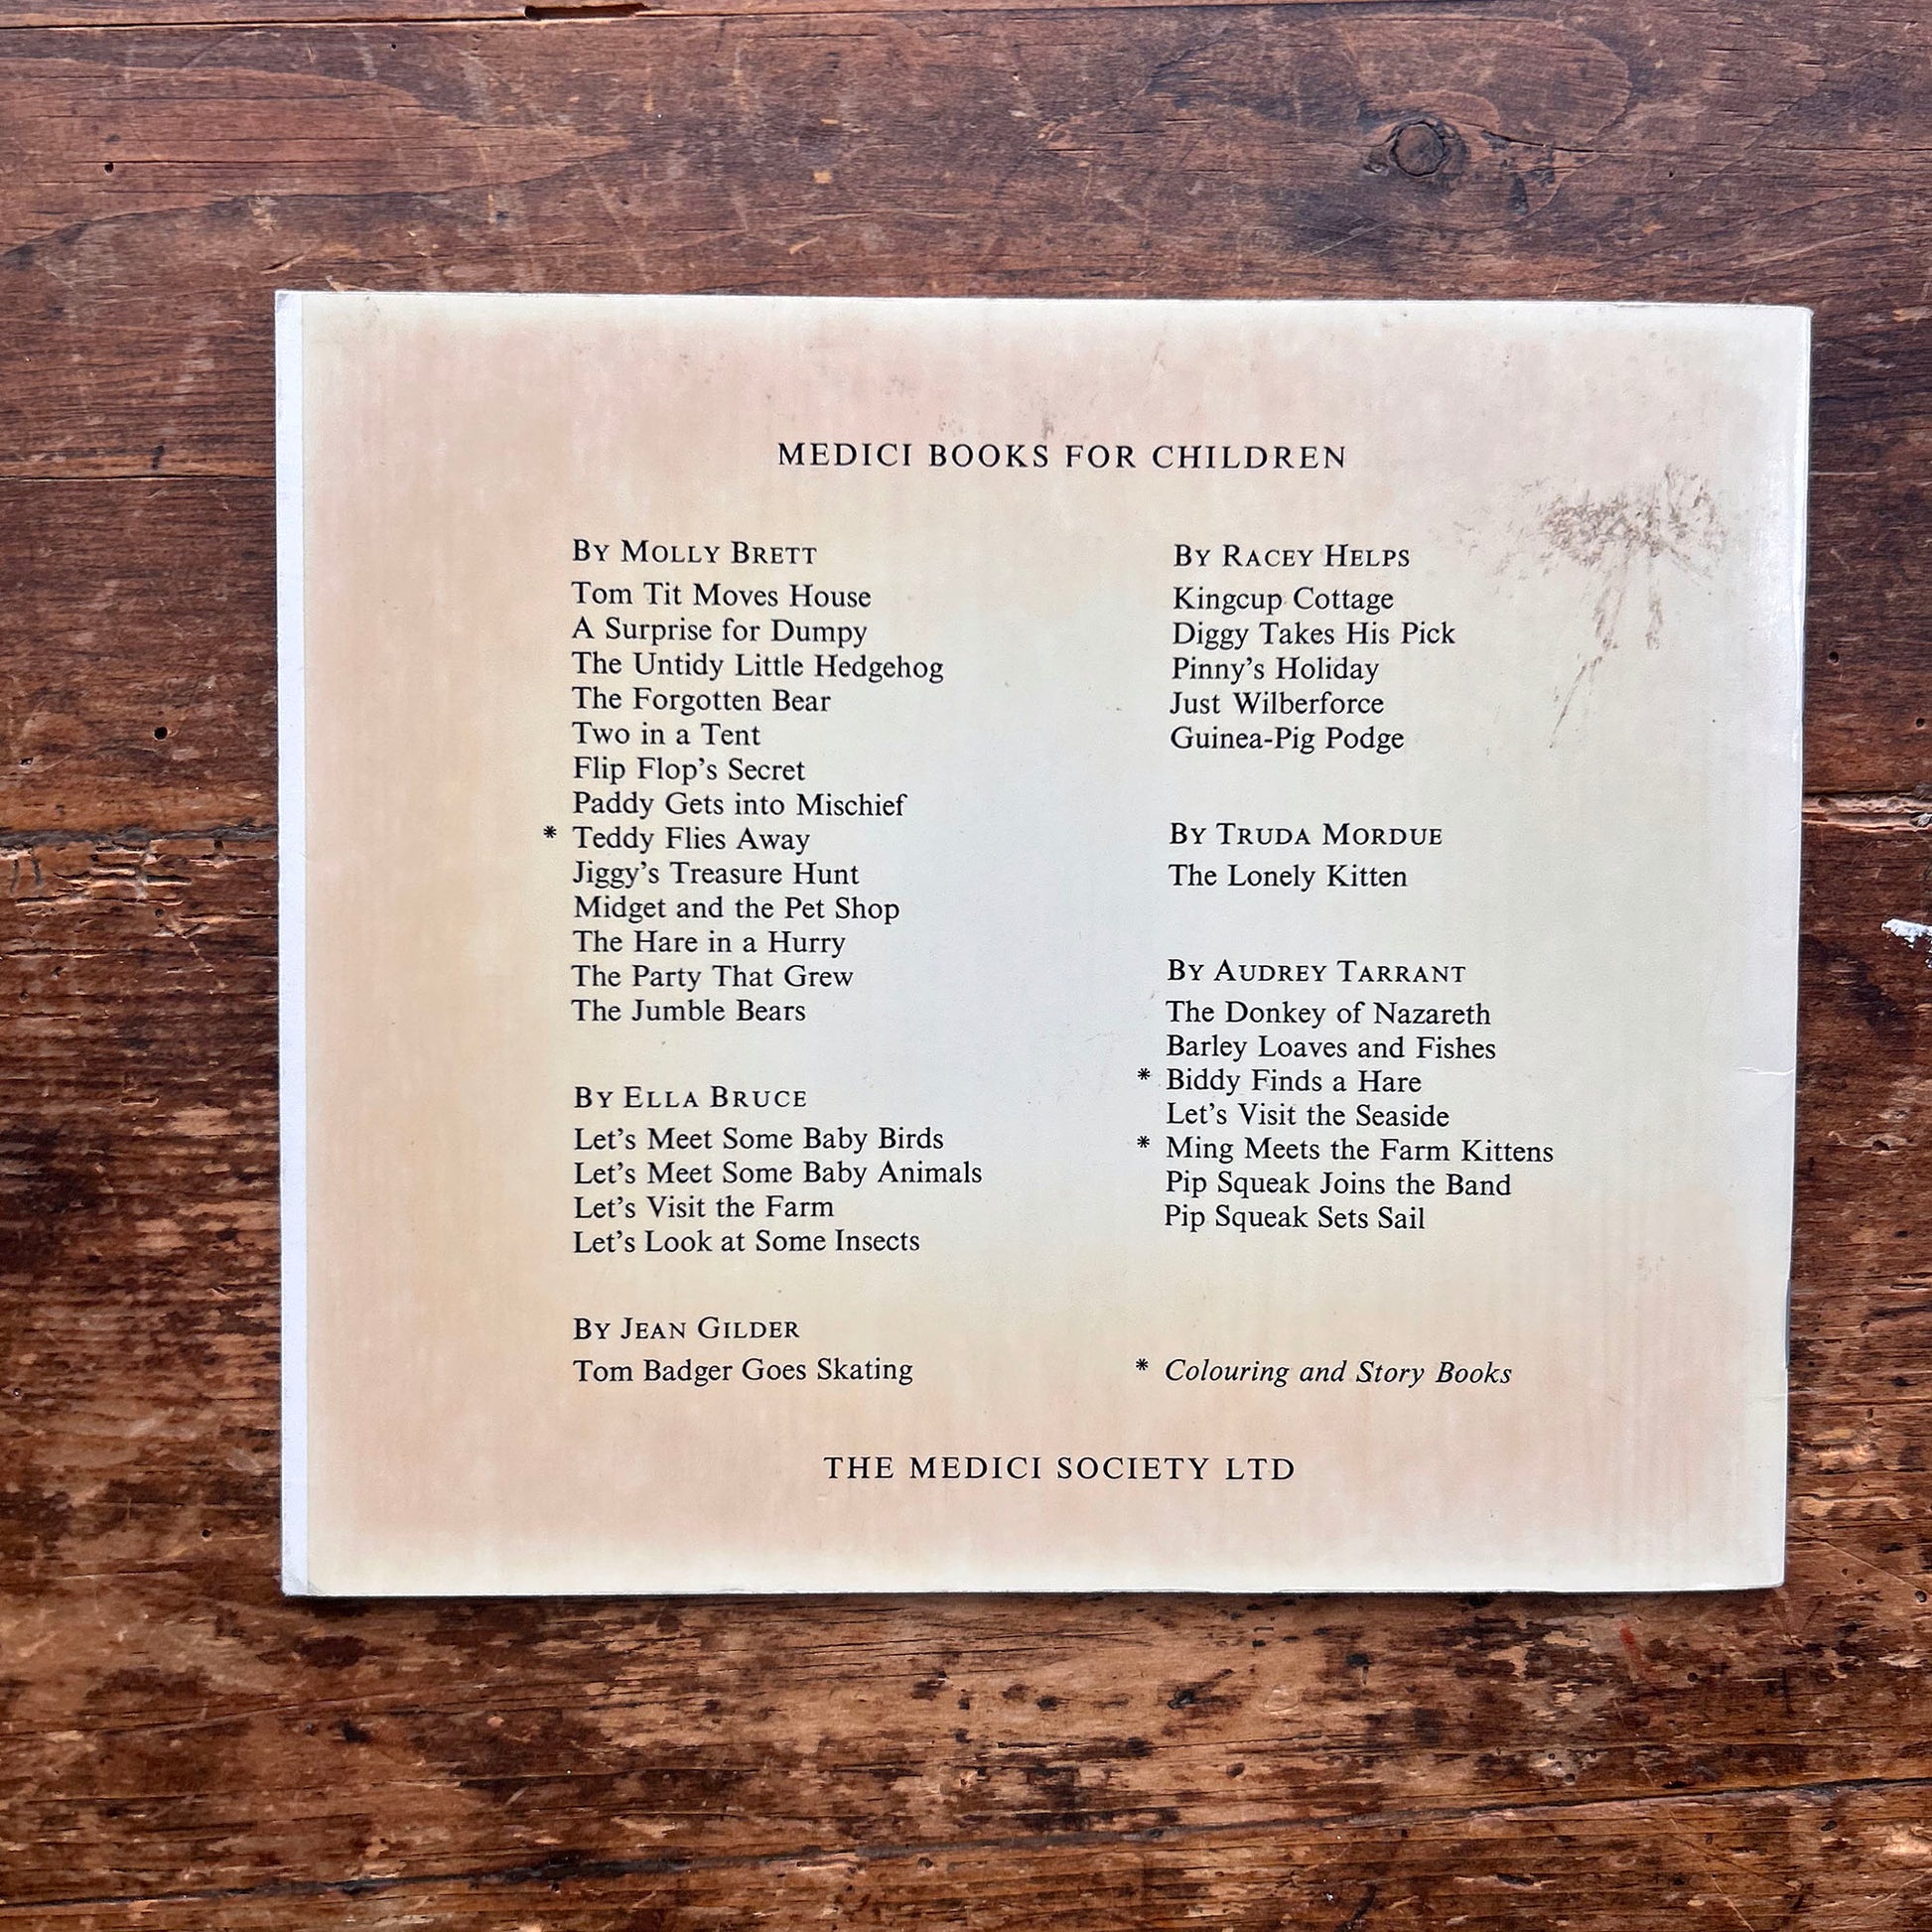 MEDICI BOOKS FOR CHILDREN
BY MOLLY BRETT
Tom Tit Moves House
A Surprise for Dumpy
The Untidy Little Hedgehog
The Forgotten Bear
Two in a Tent
Flip Flop's Secret
Paddy Gets into Mischief
* Teddy Flies Away
Jiggy's Treasure Hunt
Midget and the Pet Shop
The Hare in a Hurry
The Party That Grew
The Jumble Bears
BY ELLA BRUCE
Let's Meet Some Baby Birds
Let's Meet Some Baby Animals
Let's Visit the Farm
Let's Look at Some Insects
BY JEAN GILDER
Tom Badger Goes Skating
BY RACEY HELPS
Kingcup Cottage
Diggy Takes His Pick
Pinny's Holiday
Just Wilberforce
Guinea-Pig Podge
BY TRUDA MORDUE
The Lonely Kitten
BY AUDREY TARRANT
The Donkey of Nazareth
Barley Loaves and Fishes
* Biddy Finds a Hare
Let's Visit the Seaside
* Ming Meets the Farm Kittens
Pip Squeak Joins the Band
Pip Squeak Sets Sail
* Colouring and Story Books
THE MEDICI SOCIETY LTD